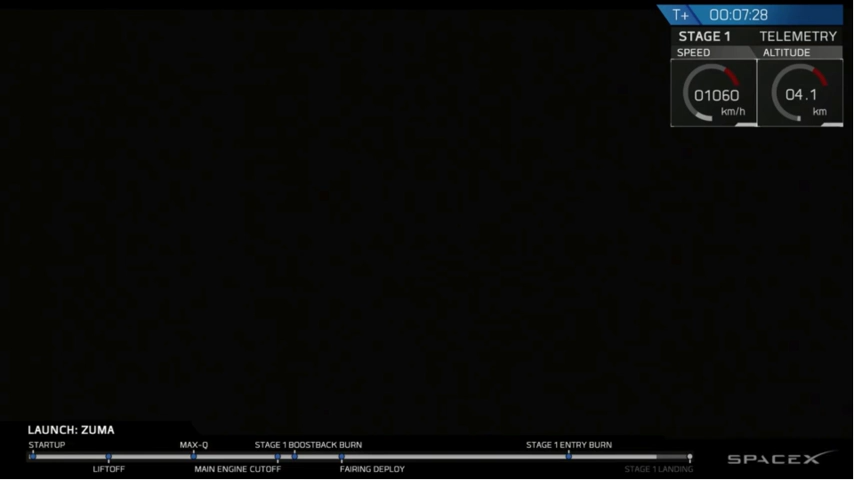 T+ 00:07:28
STAGE 1 TELEMETRY
SPEED ALTITUDE
01060 04.1
km/h km
LAUNCH: ZUMA
STARTUP MAX-Q STAGE 1 BOOSTBACK BURN STAGE 1 ENTRY BURN
LIFTOFF MAIN ENGINE CUTOFF FAIRING DEPLOY STAGE 1 LANDING
SPACEX